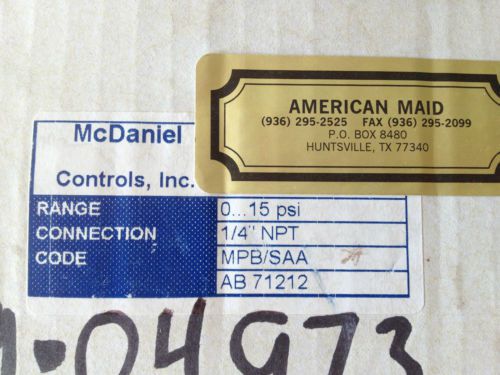 AMERICAN MAID
(936) 295-2525 FAX (936) 295-2099
P.O. BOX 8480
HUNTSVILLE, TX 77340
McDaniel
Controls, Inc.
RANGE 0...15 psi
CONNECTION 1/4" NPT
CODE MPB/SAA
AB 71212
-04973